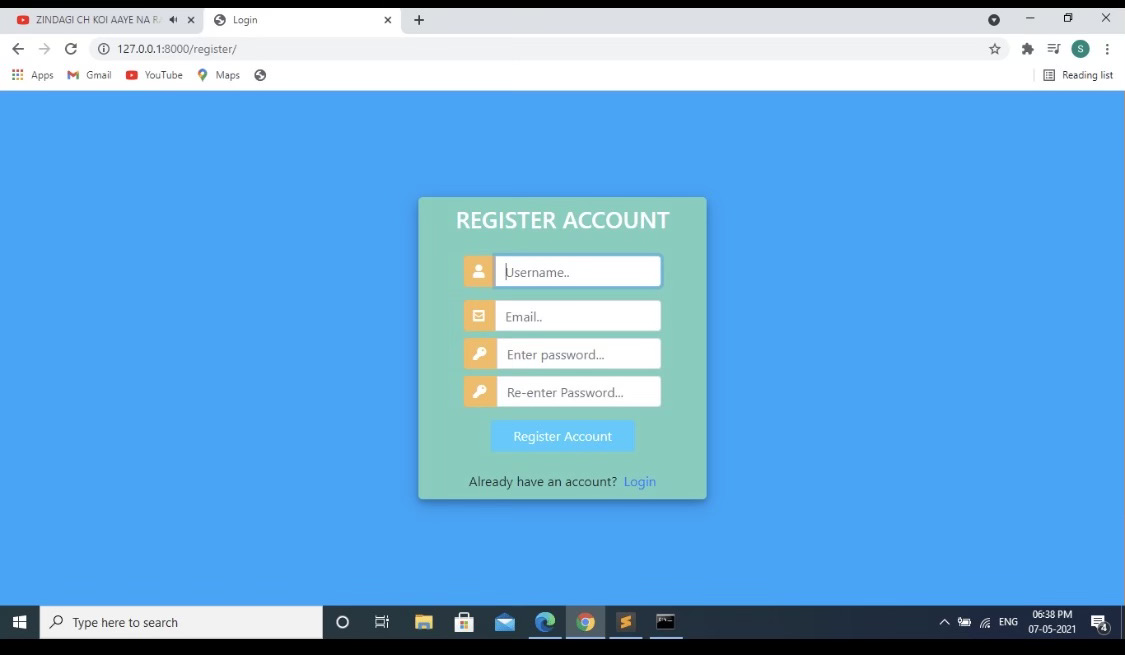 ZINDAGI CH KOI AAYE NA R
Login
127.0.0.1:8000/register/
S
Apps
Gmail
YouTube
Maps
Reading list
REGISTER ACCOUNT
Username..
Email..
Enter password...
Re-enter Password...
Register Account
Already have an account? Login
Type here to search
ENG
06:38 PM
07-05-2021
4